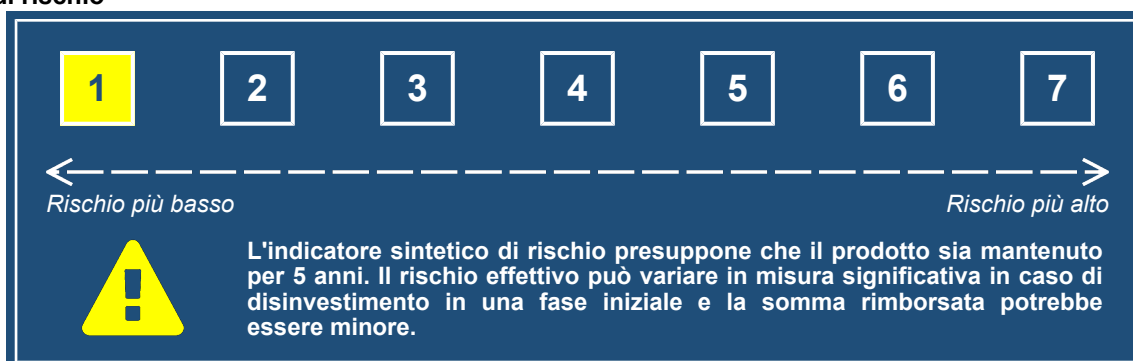 di rischio
1 2 3 4 5 6 7
Rischio più basso Rischio più alto
L'indicatore sintetico di rischio presuppone che il prodotto sia mantenuto
per 5 anni. Il rischio effettivo può variare in misura significativa in caso di
disinvestimento in una fase iniziale e la somma rimborsata potrebbe
essere minore.